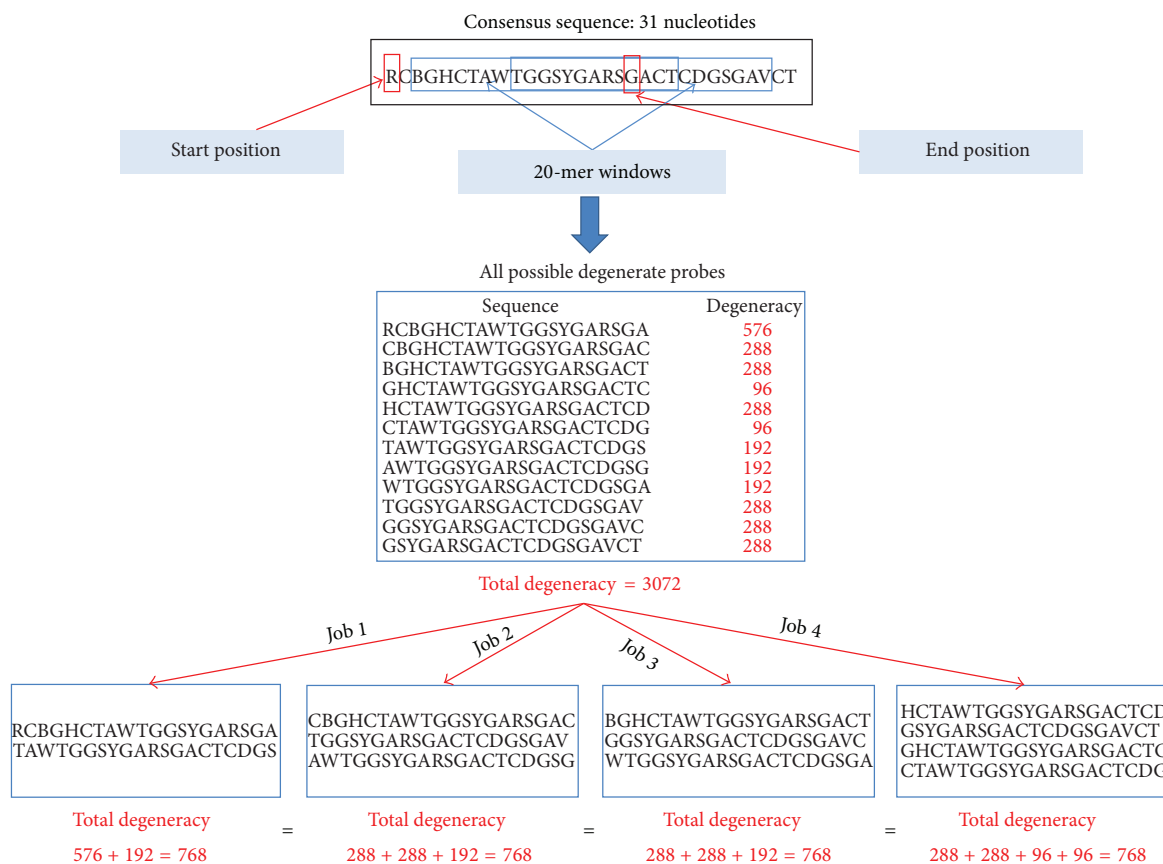 Consensus sequence: 31 nucleotides
RCBGHCTAWTGGSYGARSGACTCDGSGAVCT
Start position
End position
20-mer windows
All possible degenerate probes
Sequence Degeneracy
RCBGHCTAWTGGSYGARSGA 576
CBGHCTAWTGGSYGARSGAC 288
BGHCTAWTGGSYGARSGACT 288
GHCTAWTGGSYGARSGACTC 96
HCTAWTGGSYGARSGACTCD 288
CTAWTGGSYGARSGACTCDG 96
TAWTGGSYGARSGACTCDGS 192
AWTGGSYGARSGACTCDGSG 192
WTGGSYGARSGACTCDGSGA 192
TGGSYGARSGACTCDGSGAV 288
GGSYGARSGACTCDGSGAVC 288
GSYGARSGACTCDGSGAVCT 288
Total degeneracy = 3072
Job 1
Job 2
Job 3
Job 4
RCBGHCTAWTGGSYGARSGA
TAWTGGSYGARSGACTCDGS
CBGHCTAWTGGSYGARSGAC
TGGSYGARSGACTCDGSGAV
AWTGGSYGARSGACTCDGSG
BGHCTAWTGGSYGARSGACT
GGSYGARSGACTCDGSGAVC
WTGGSYGARSGACTCDGSGA
HCTAWTGGSYGARSGACTCD
GSYGARSGACTCDGSGAVCT
GHCTAWTGGSYGARSGACTC
CTAWTGGSYGARSGACTCDG
Total degeneracy
576 + 192 = 768
=
Total degeneracy
288 + 288 + 192 = 768
=
Total degeneracy
288 + 288 + 192 = 768
=
Total degeneracy
288 + 288 + 96 + 96 = 768